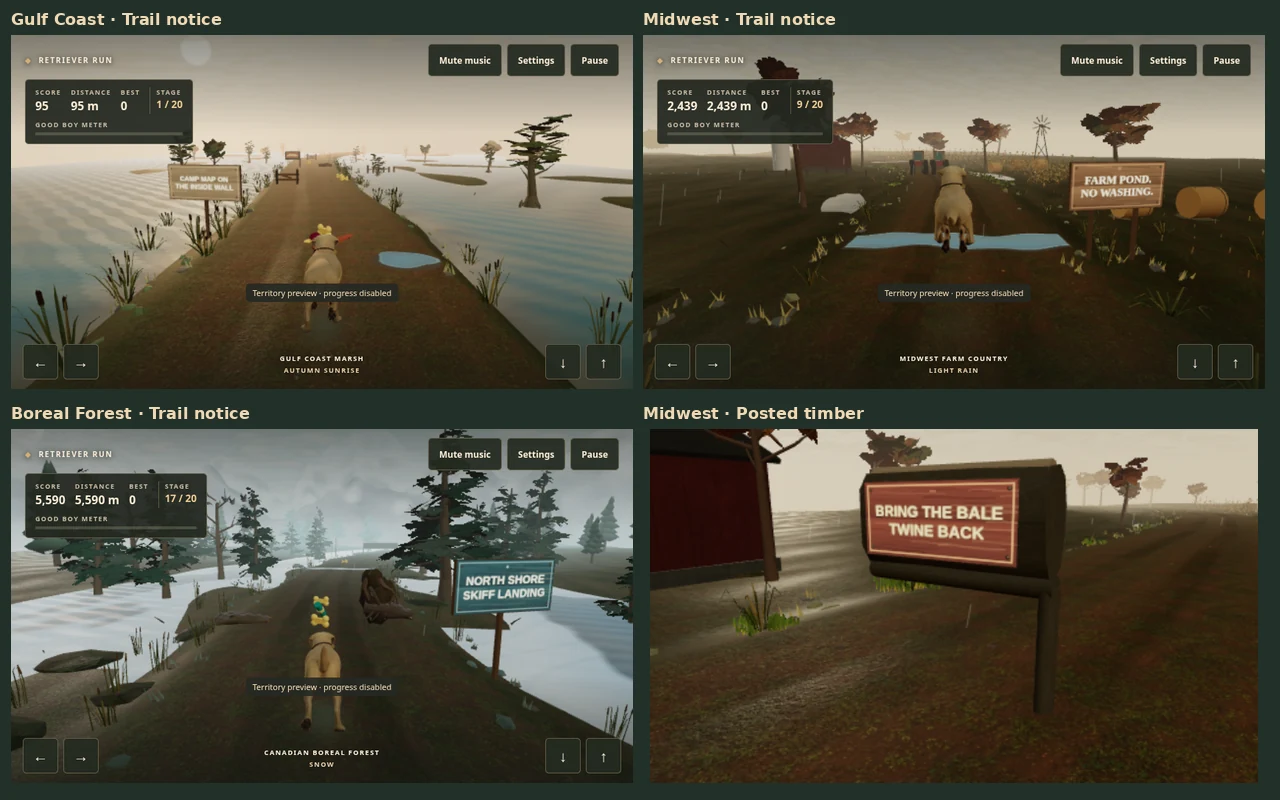 Gulf Coast · Trail notice
RETRIEVER RUN
Mute music
Settings
Pause
SCORE DISTANCE BEST STAGE
95 95 m 0 1 / 20
GOOD BOY METER
CAMP MAP ON
THE INSIDE WALL
Territory preview · progress disabled
← →
GULF COAST MARSH
AUTUMN SUNRISE
↓ ↑
Midwest · Trail notice
RETRIEVER RUN
Mute music
Settings
Pause
SCORE DISTANCE BEST STAGE
2,439 2,439 m 0 9 / 20
GOOD BOY METER
FARM POND.
NO WASHING.
Territory preview · progress disabled
← →
MIDWEST FARM COUNTRY
LIGHT RAIN
↓ ↑
Boreal Forest · Trail notice
RETRIEVER RUN
Mute music
Settings
Pause
SCORE DISTANCE BEST STAGE
5,590 5,590 m 0 17 / 20
GOOD BOY METER
NORTH SHORE
SKIFF LANDING
Territory preview · progress disabled
← →
CANADIAN BOREAL FOREST
SNOW
↓ ↑
Midwest · Posted timber
BRING THE BALE
TWINE BACK